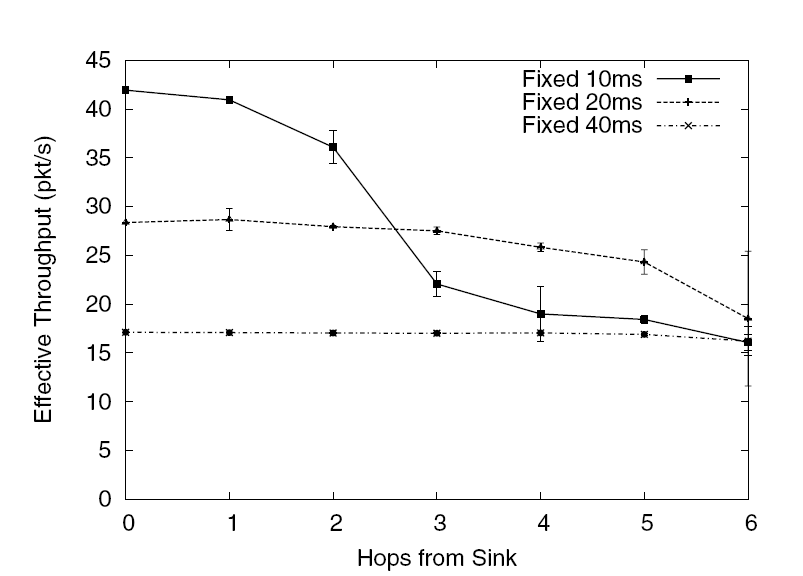 45
40
35
30
25
20
15
10
5
0
Effective Throughput (pkt/s)
Fixed 10ms
Fixed 20ms
Fixed 40ms
0 1 2 3 4 5 6
Hops from Sink